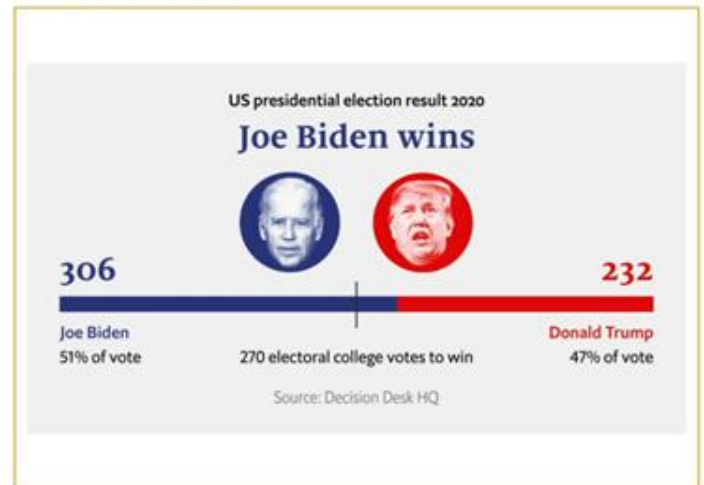 US presidential election result 2020
Joe Biden wins
306
232
Joe Biden
Donald Trump
51% of vote
270 electoral college votes to win
47% of vote
Source: Decision Desk HQ